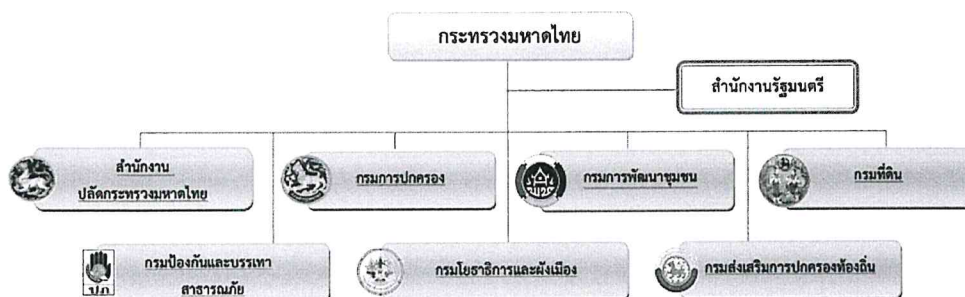 กระทรวงมหาดไทย
สำนักงานรัฐมนตรี
สำนักงาน
ปลัดกระทรวงมหาดไทย
กรมการปกครอง
กรมการพัฒนาชุมชน
กรมที่ดิน
กรมป้องกันและบรรเทา
สาธารณภัย
ปภ
กรมโยธาธิการและผังเมือง
กรมส่งเสริมการปกครองท้องถิ่น